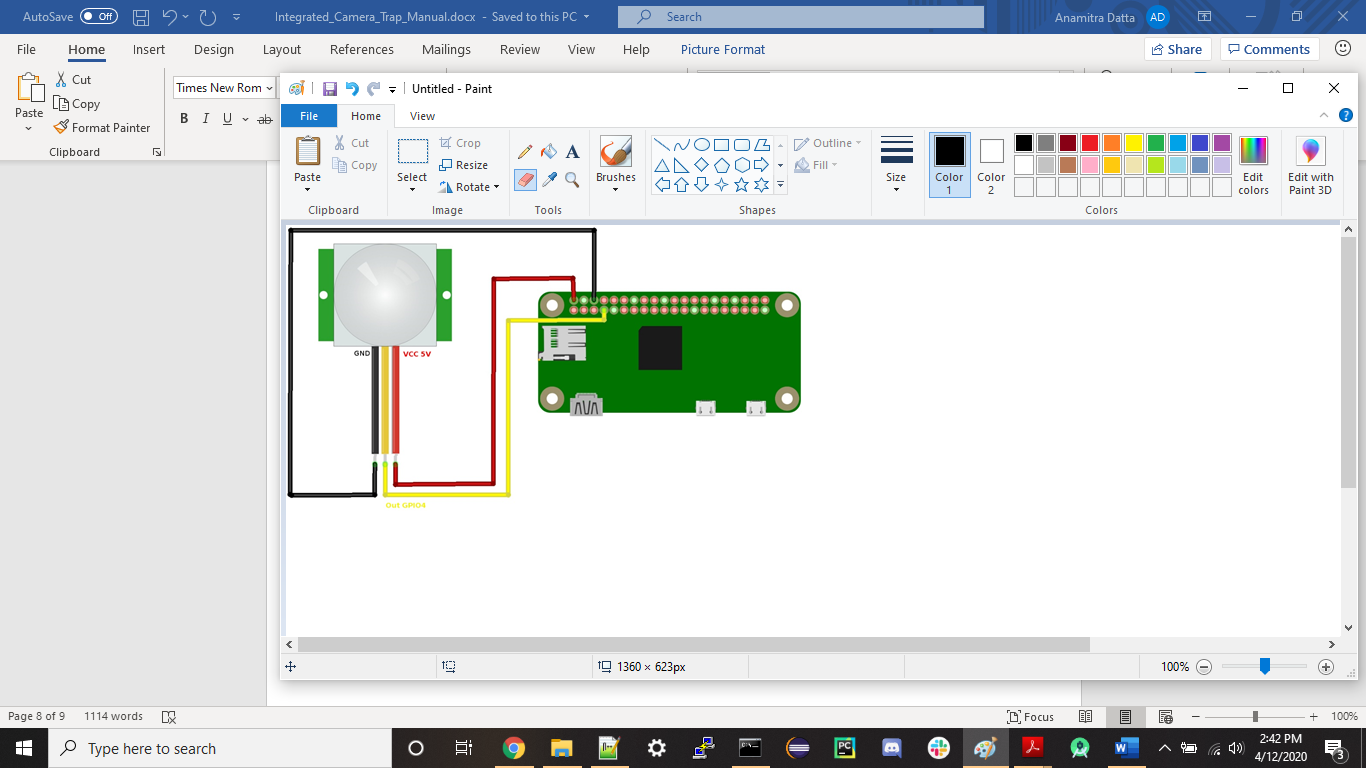 AutoSave Off Integrated_Camera_Trap_Manual.docx - Saved to this PC Search Anamitra Datta AD
File Home Insert Design Layout References Mailings Review View Help Picture Format Share Comments
Paste
Cut
Copy
Format Painter
Clipboard
Times New Rom
B I U ab
Untitled - Paint
File Home View
Paste
Cut
Copy
Clipboard
Select
Crop
Resize
Rotate
Image
A
Tools
Brushes
Outline
Fill
Shapes
Size
Color 1
Color 2
Edit colors
Colors
Edit with Paint 3D
GND
VCC 5V
Out GPIO4
1360 × 623px
100%
Page 8 of 9 1114 words Focus 100%
Type here to search
PC
W
2:42 PM
4/12/2020
3